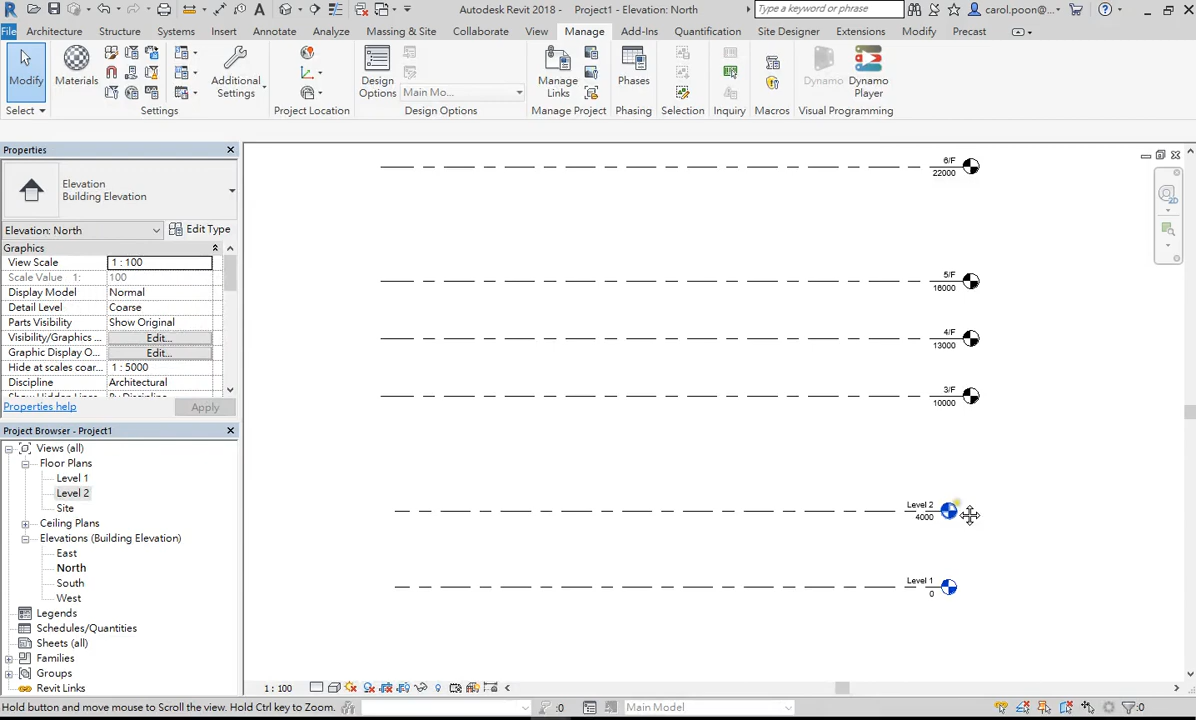 Autodesk Revit 2018 - Project1 - Elevation: North
Type a keyword or phrase
carol.poon@...
File Architecture Structure Systems Insert Annotate Analyze Massing & Site Collaborate View Manage Add-Ins Quantification Site Designer Extensions Modify Precast
Modify
Materials
Additional Settings
Design Options
Main Mo...
Manage Links
Phases
Dynamo
Dynamo Player
Select
Settings
Project Location
Design Options
Manage Project
Phasing
Selection
Inquiry
Macros
Visual Programming
Properties
Elevation
Building Elevation
Elevation: North
Edit Type
Graphics
View Scale 1 : 100
Scale Value 1: 100
Display Model Normal
Detail Level Coarse
Parts Visibility Show Original
Visibility/Graphics ... Edit...
Graphic Display O... Edit...
Hide at scales coar... 1 : 5000
Discipline Architectural
Show Hidden Lines By Discipline
Properties help
Apply
Project Browser - Project1
Views (all)
Floor Plans
Level 1
Level 2
Site
Ceiling Plans
Elevations (Building Elevation)
East
North
South
West
Legends
Schedules/Quantities
Sheets (all)
Families
Groups
Revit Links
6/F
22000
5/F
16000
4/F
13000
3/F
10000
Level 2
4000
Level 1
0
2D
1 : 100
Hold button and move mouse to Scroll the view. Hold Ctrl key to Zoom.
:0
Main Model
:0